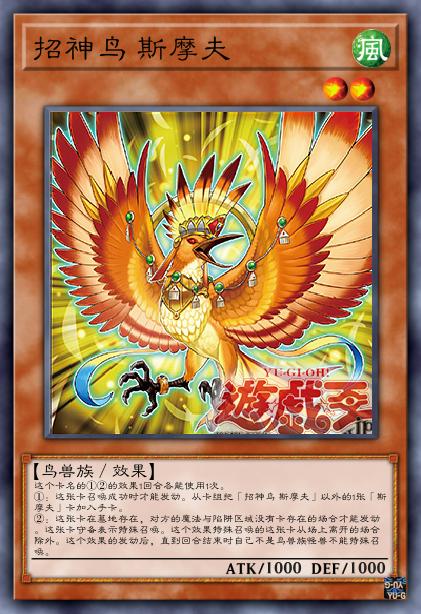 招神鸟 斯摩夫
風
YU-GI-OH!
遊戯王
.jp
【鸟兽族／效果】
这个卡名的①②的效果1回合各能使用1次。
①：这张卡召唤成功时才能发动。从卡组把「招神鸟 斯摩夫」以外的1张「斯
摩夫」卡加入手卡。
②：这张卡在墓地存在，对方的魔法与陷阱区域没有卡存在的场合才能发动
。这张卡守备表示特殊召唤。这个效果特殊召唤的这张卡从场上离开的场合
除外。这个效果的发动后，直到回合结束时自己不是鸟兽族怪兽不能特殊召
唤。
ATK/1000 DEF/1000